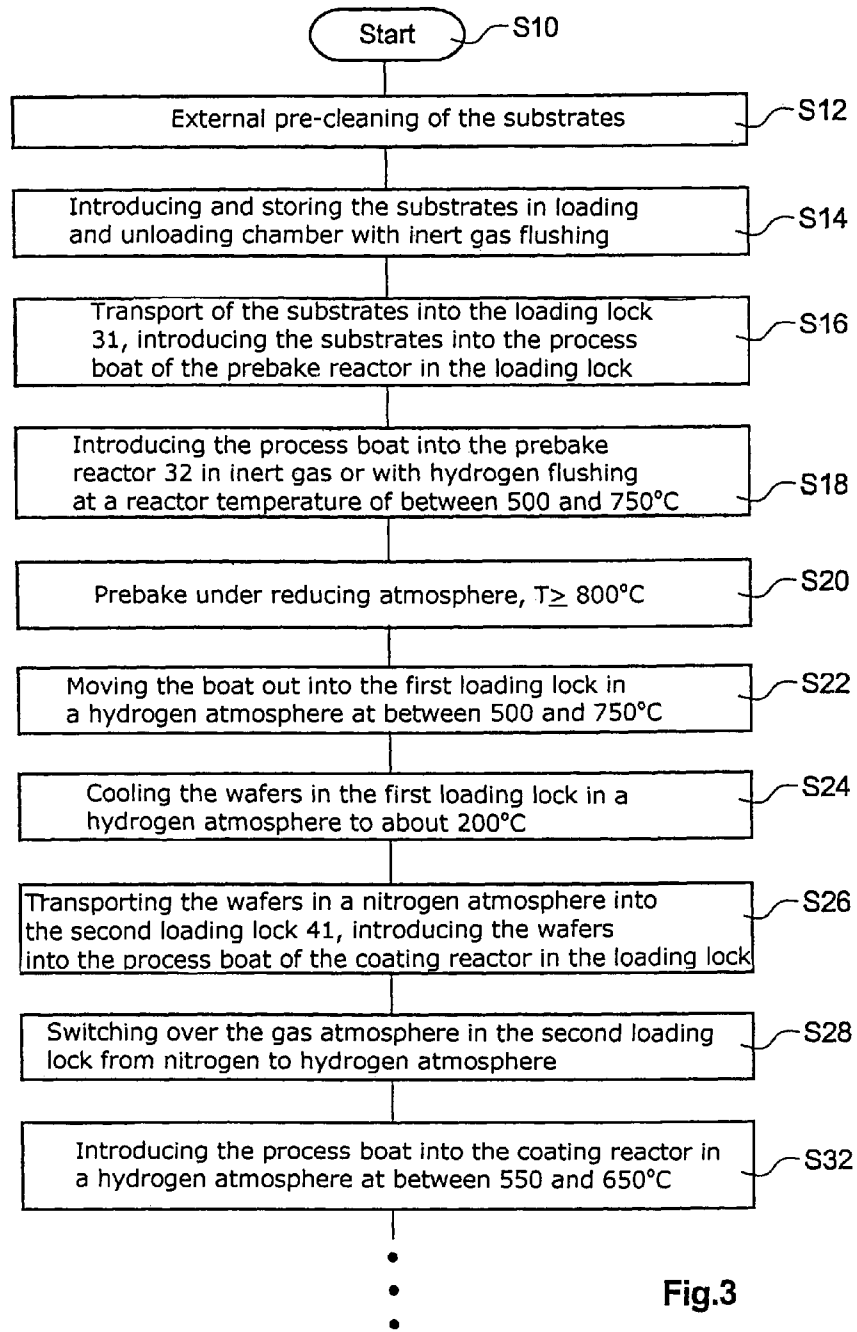 Start
S10
External pre-cleaning of the substrates
S12
Introducing and storing the substrates in loading
and unloading chamber with inert gas flushing
S14
Transport of the substrates into the loading lock
31, introducing the substrates into the process
boat of the prebake reactor in the loading lock
S16
Introducing the process boat into the prebake
reactor 32 in inert gas or with hydrogen flushing
at a reactor temperature of between 500 and 750°C
S18
Prebake under reducing atmosphere, T≥ 800°C
S20
Moving the boat out into the first loading lock in
a hydrogen atmosphere at between 500 and 750°C
S22
Cooling the wafers in the first loading lock in a
hydrogen atmosphere to about 200°C
S24
Transporting the wafers in a nitrogen atmosphere into
the second loading lock 41, introducing the wafers
into the process boat of the coating reactor in the loading lock
S26
Switching over the gas atmosphere in the second loading
lock from nitrogen to hydrogen atmosphere
S28
Introducing the process boat into the coating reactor in
a hydrogen atmosphere at between 550 and 650°C
S32
Fig.3